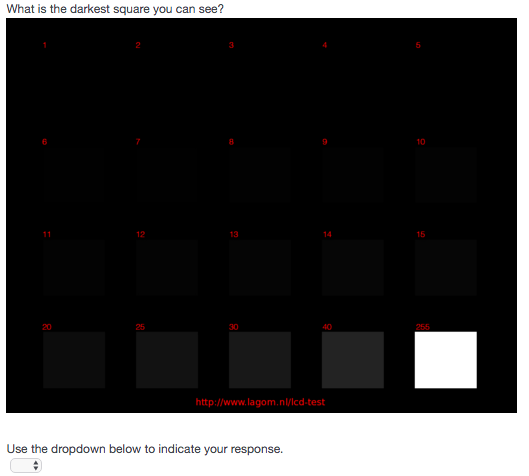 What is the darkest square you can see?
1 2 3 4 5
6 7 8 9 10
11 12 13 14 15
20 25 30 40 255
http://www.lagom.nl/lcd-test
Use the dropdown below to indicate your response.